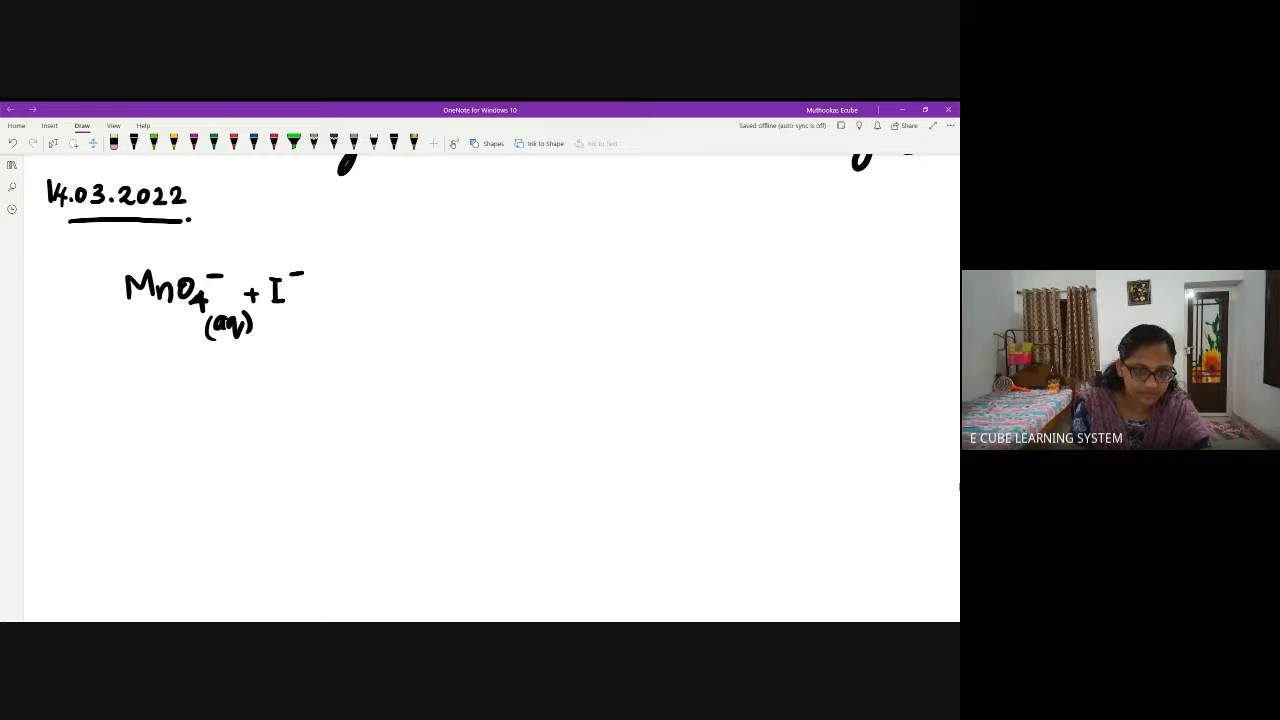 OneNote for Windows 10
Muthookas Ecube
Home Insert Draw View Help
Saved offline (auto-sync is off) Share
Shapes Ink to Shape Ink to Text
14.03.2022
MnO₄⁻ + I⁻
(aq)
E CUBE LEARNING SYSTEM